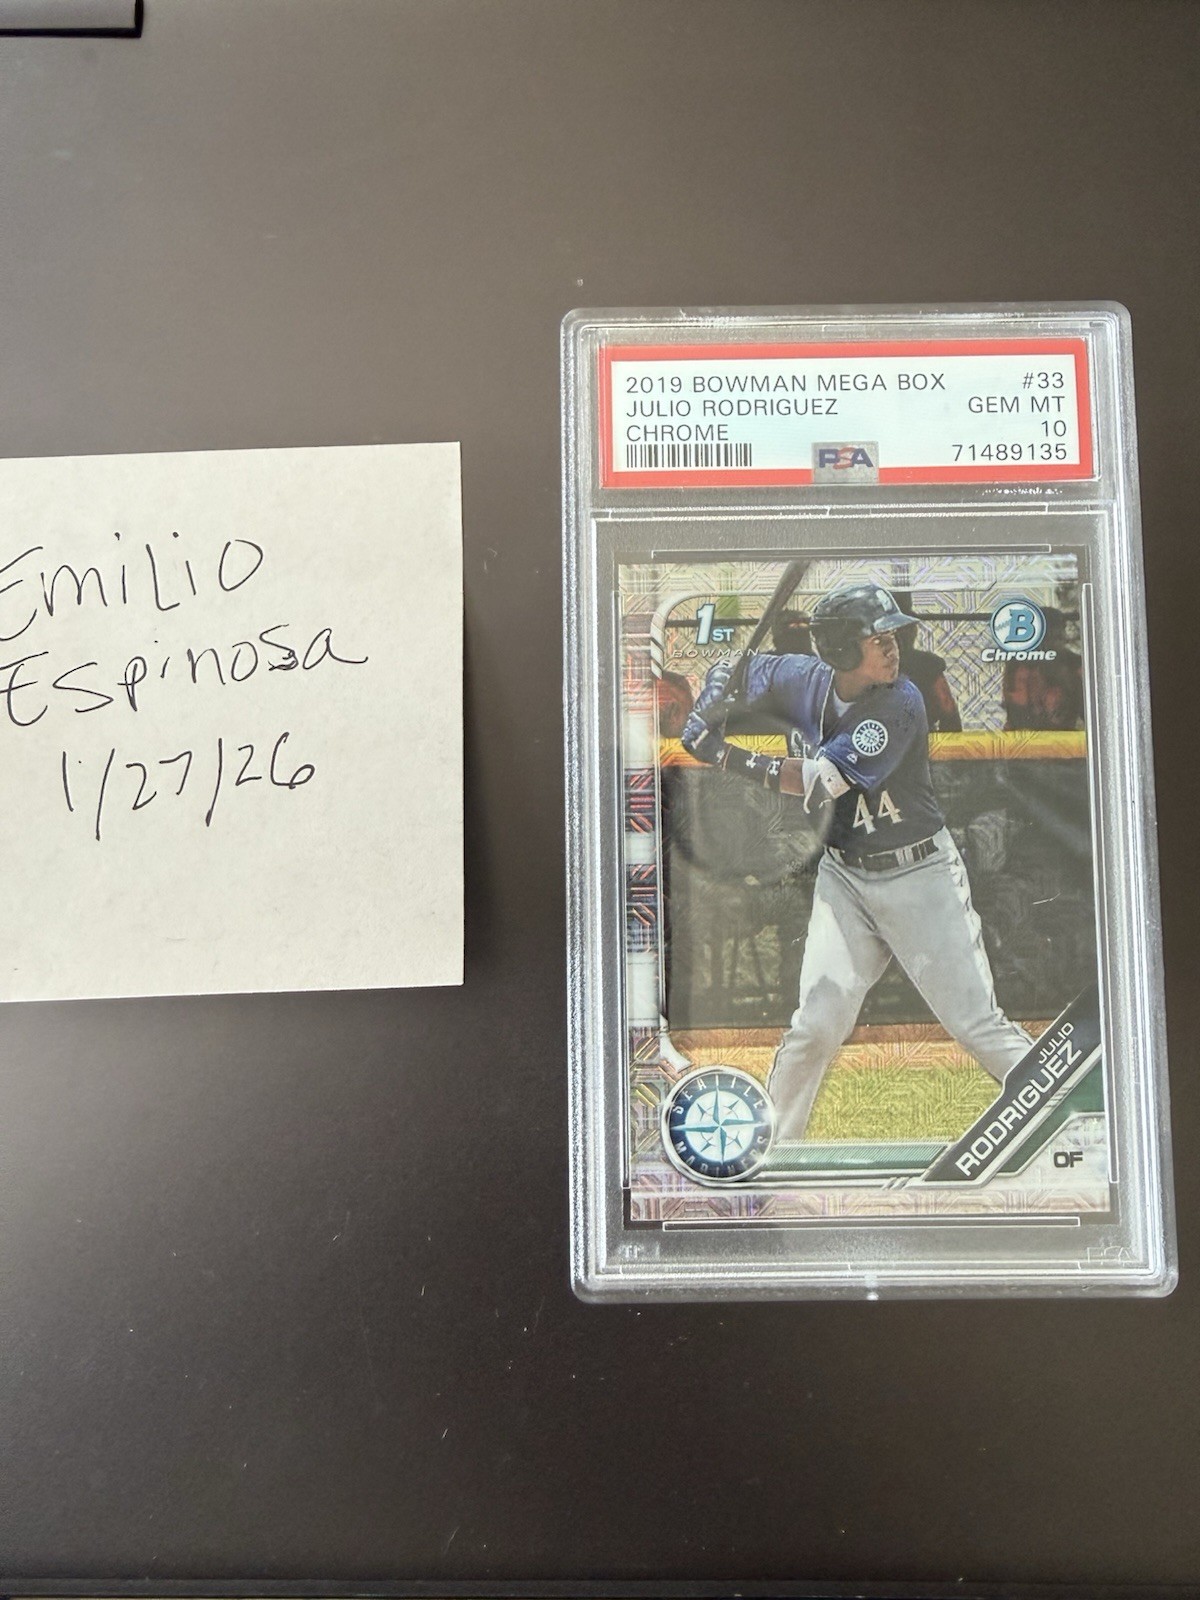 Emilio
Espinosa
1/27/26
2019 BOWMAN MEGA BOX #33
JULIO RODRIGUEZ GEM MT
CHROME 10
PSA 71489135
1ST
BOWMAN
B
Chrome
44
SEATTLE
MARINERS
JULIO
RODRIGUEZ
OF
PSA